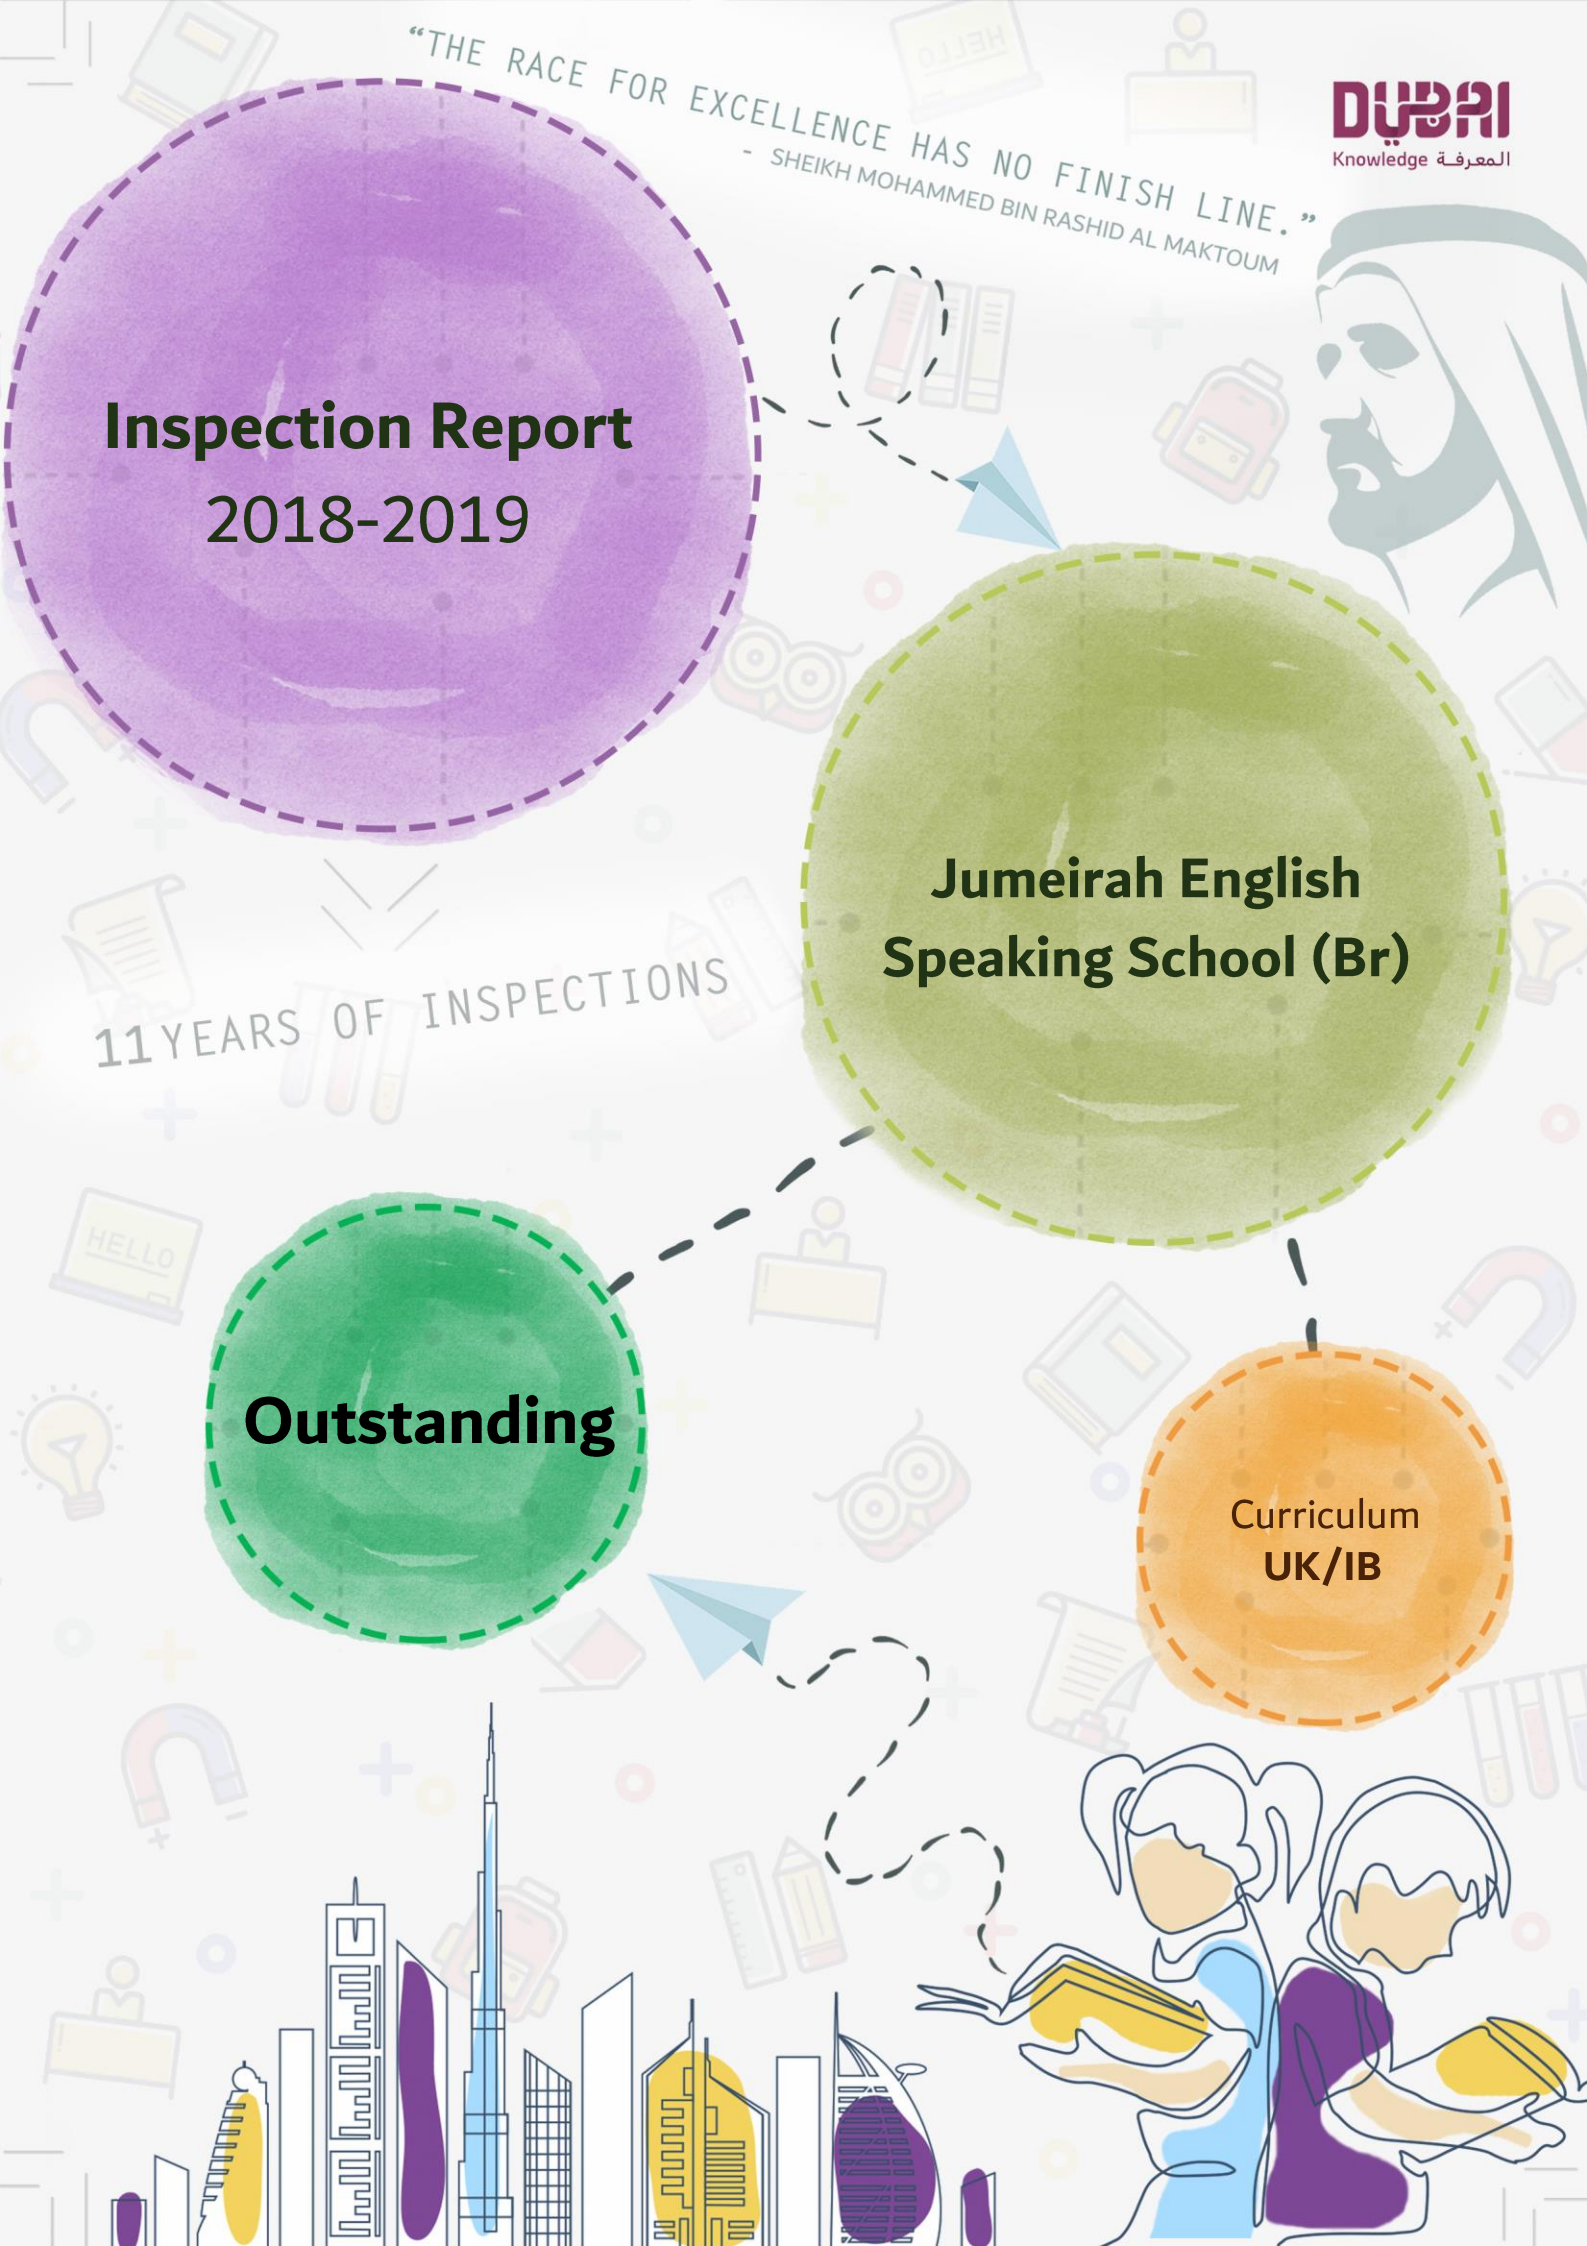 “THE RACE FOR EXCELLENCE HAS NO FINISH LINE.”
- SHEIKH MOHAMMED BIN RASHID AL MAKTOUM
DUBAI
Knowledge المعرفة
Inspection Report
2018-2019
Jumeirah English
Speaking School (Br)
11 YEARS OF INSPECTIONS
HELLO
HELLO
Outstanding
Curriculum
UK/IB